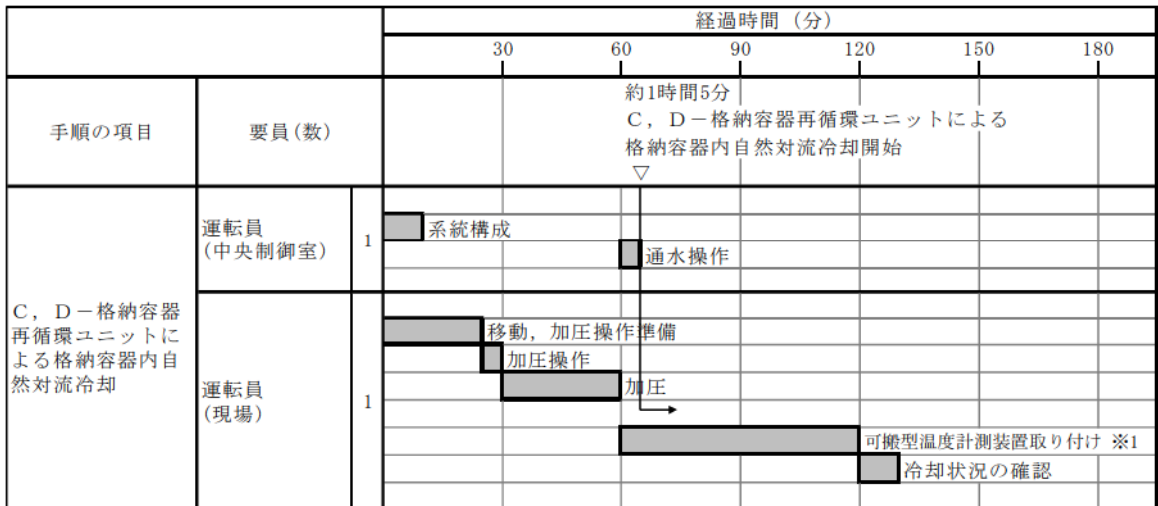 経過時間（分）
30 60 90 120 150 180
手順の項目
要員(数)
約1時間5分
Ｃ，Ｄ－格納容器再循環ユニットによる
格納容器内自然対流冷却開始
▽
Ｃ，Ｄ－格納容器
再循環ユニットに
よる格納容器内自
然対流冷却
運転員
(中央制御室)
1
系統構成
通水操作
運転員
(現場)
1
移動，加圧操作準備
加圧操作
加圧
可搬型温度計測装置取り付け ※1
冷却状況の確認